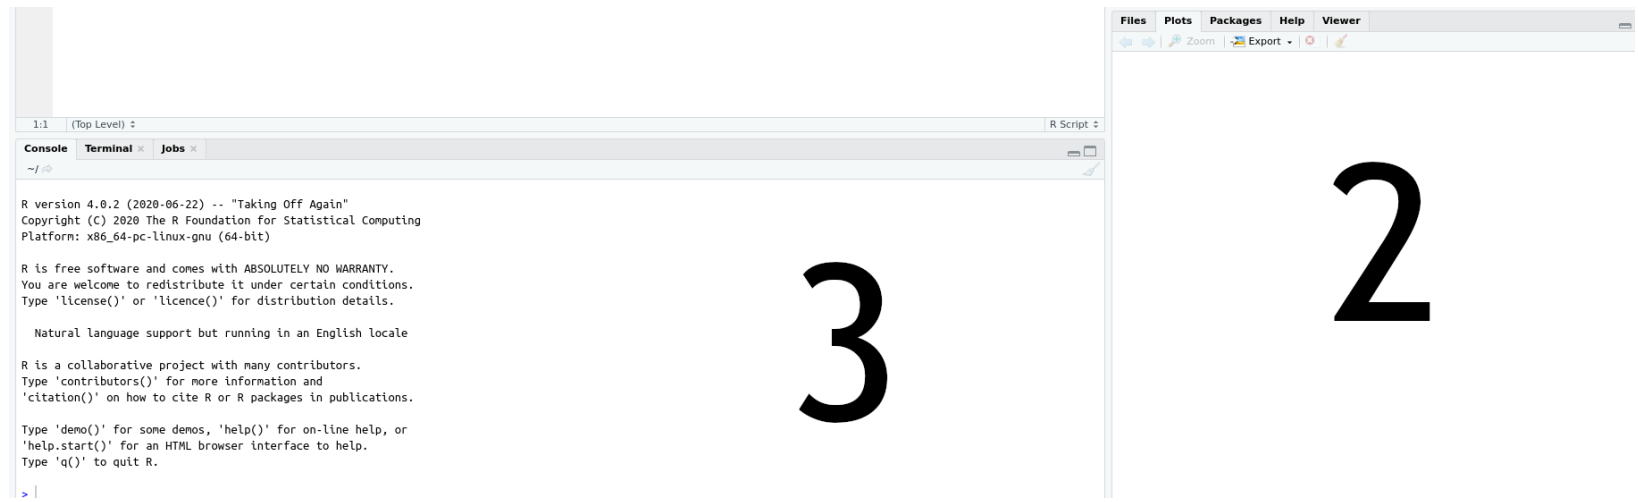 1:1 (Top Level) R Script
Console Terminal Jobs
~/
R version 4.0.2 (2020-06-22) -- "Taking Off Again"
Copyright (C) 2020 The R Foundation for Statistical Computing
Platform: x86_64-pc-linux-gnu (64-bit)
R is free software and comes with ABSOLUTELY NO WARRANTY.
You are welcome to redistribute it under certain conditions.
Type 'license()' or 'licence()' for distribution details.
Natural language support but running in an English locale
R is a collaborative project with many contributors.
Type 'contributors()' for more information and
'citation()' on how to cite R or R packages in publications.
Type 'demo()' for some demos, 'help()' for on-line help, or
'help.start()' for an HTML browser interface to help.
Type 'q()' to quit R.
>
3
Files Plots Packages Help Viewer
Zoom Export
2